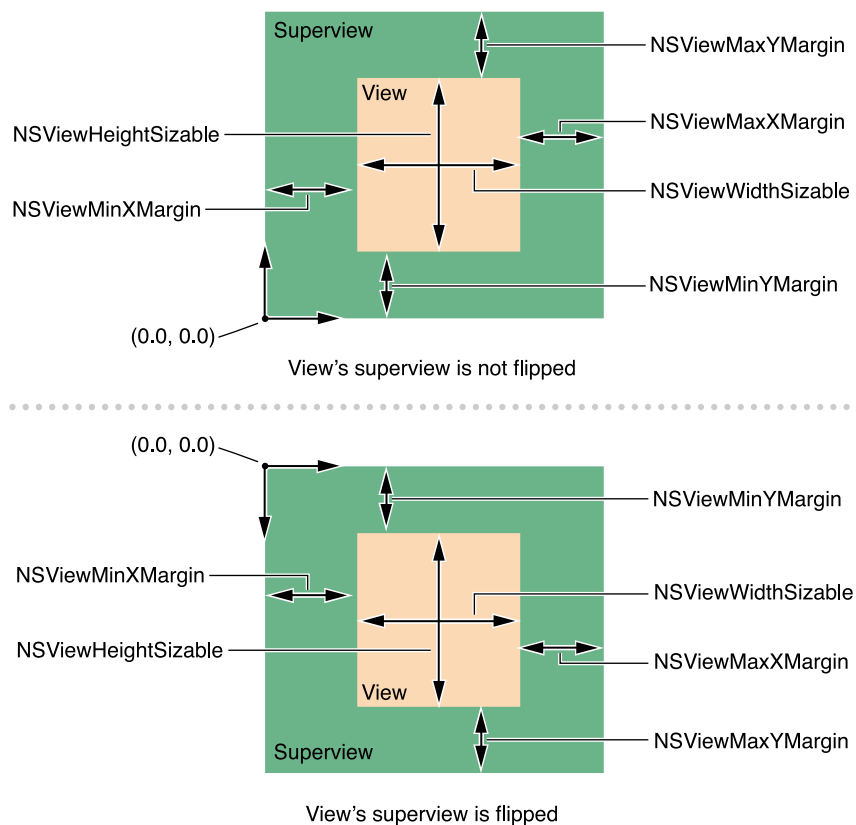 Superview
NSViewMaxYMargin
View
NSViewMaxXMargin
NSViewHeightSizable
NSViewWidthSizable
NSViewMinXMargin
NSViewMinYMargin
(0.0, 0.0)
View's superview is not flipped
(0.0, 0.0)
NSViewMinYMargin
NSViewMinXMargin
NSViewWidthSizable
NSViewHeightSizable
NSViewMaxXMargin
View
NSViewMaxYMargin
Superview
View's superview is flipped